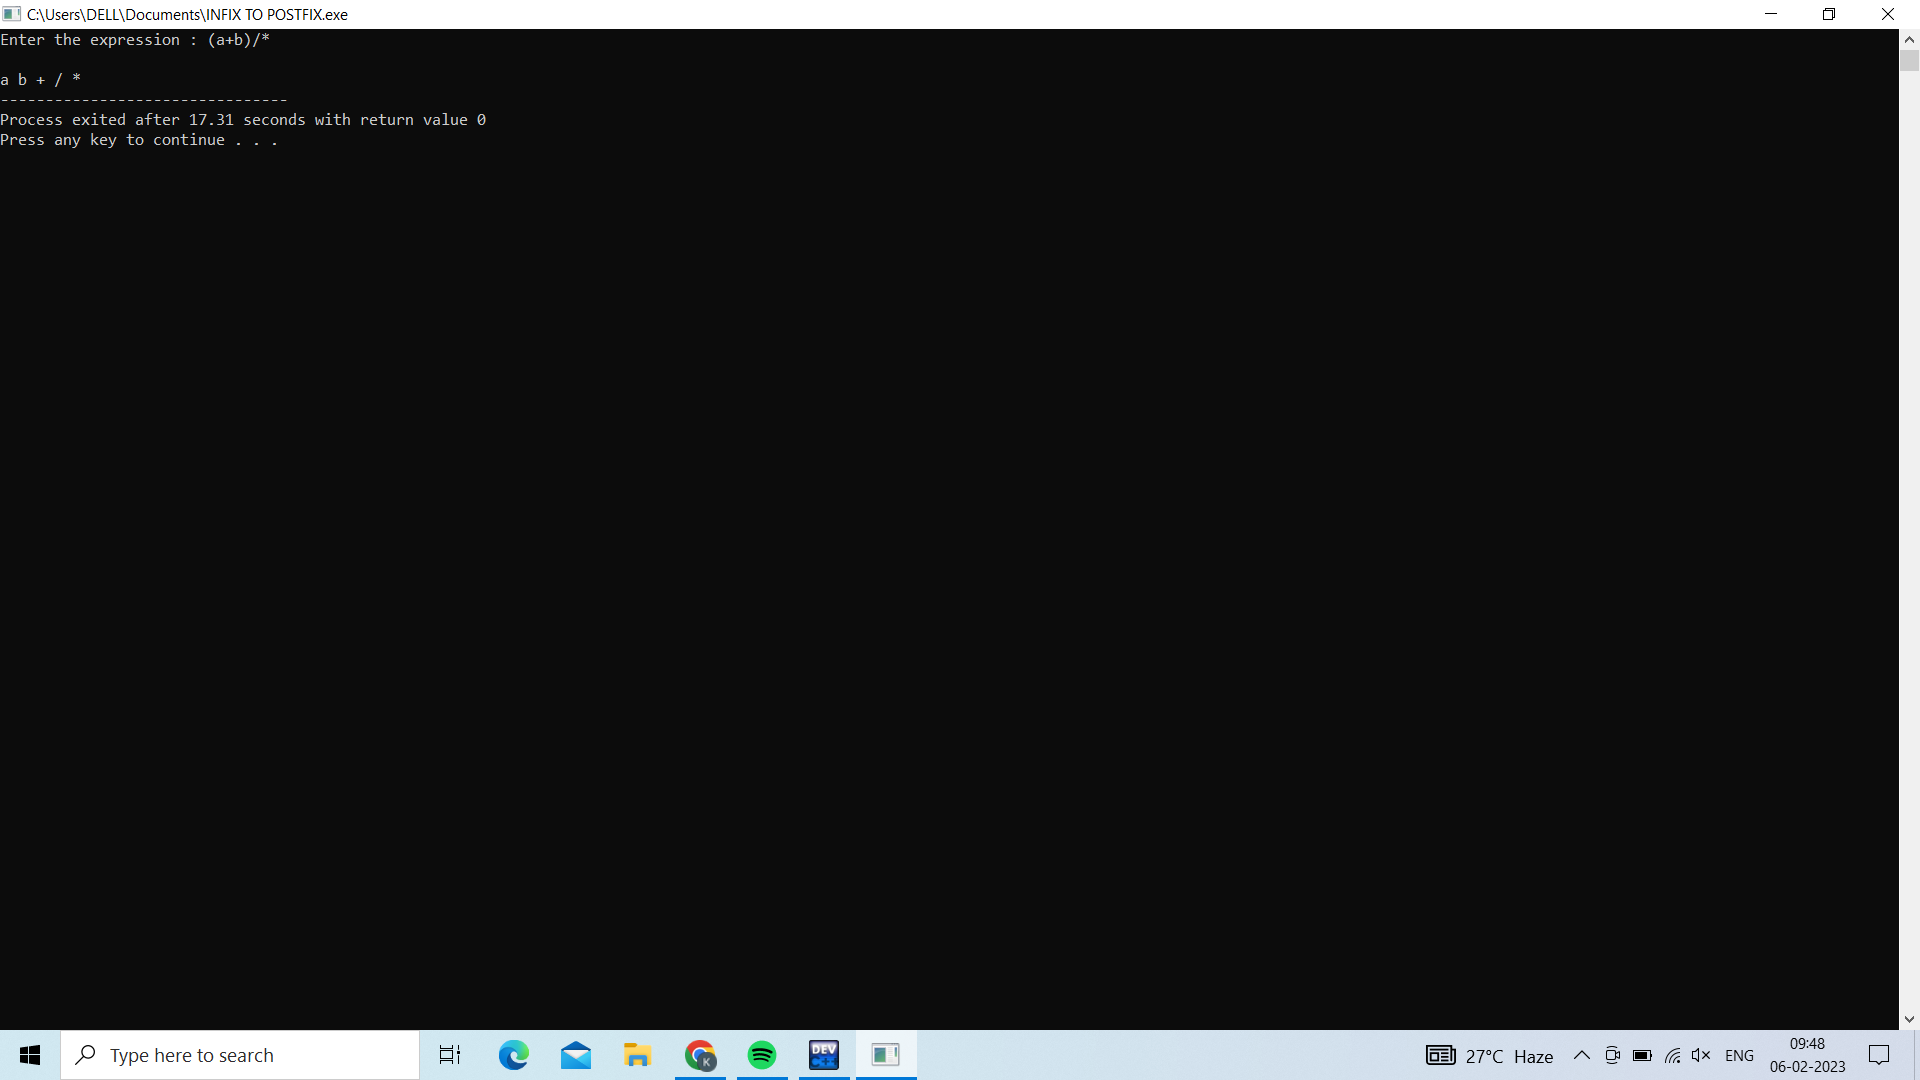 C:\Users\DELL\Documents\INFIX TO POSTFIX.exe
Enter the expression : (a+b)/*
a b + / *
--------------------------------
Process exited after 17.31 seconds with return value 0
Press any key to continue . . .
Type here to search
K
DEV
C++
27°C Haze
ENG
09:48
06-02-2023